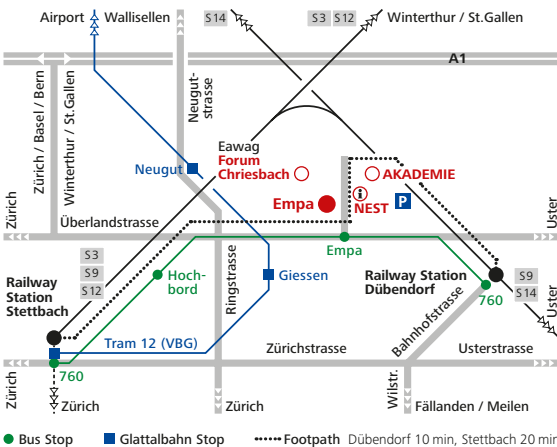 Airport
Wallisellen
S14
S3 S12
Winterthur / St.Gallen
A1
Zürich / Basel / Bern
Winterthur / St.Gallen
Neugut-
strasse
Eawag
Forum
Chriesbach
AKADEMIE
Neugut
Empa
NEST
i
P
Zürich
Überlandstrasse
Uster
Empa
S3
S9
S12
Railway
Station
Stettbach
Hoch-
bord
Ringstrasse
Giessen
Railway Station
Dübendorf
760
S9
S14
Uster
Bahnhofstrasse
Tram 12 (VBG)
Zürichstrasse
Usterstrasse
760
Zürich
Zürich
Zürich
Wilstr.
Fällanden / Meilen
Bus Stop Glattalbahn Stop Footpath Dübendorf 10 min, Stettbach 20 min